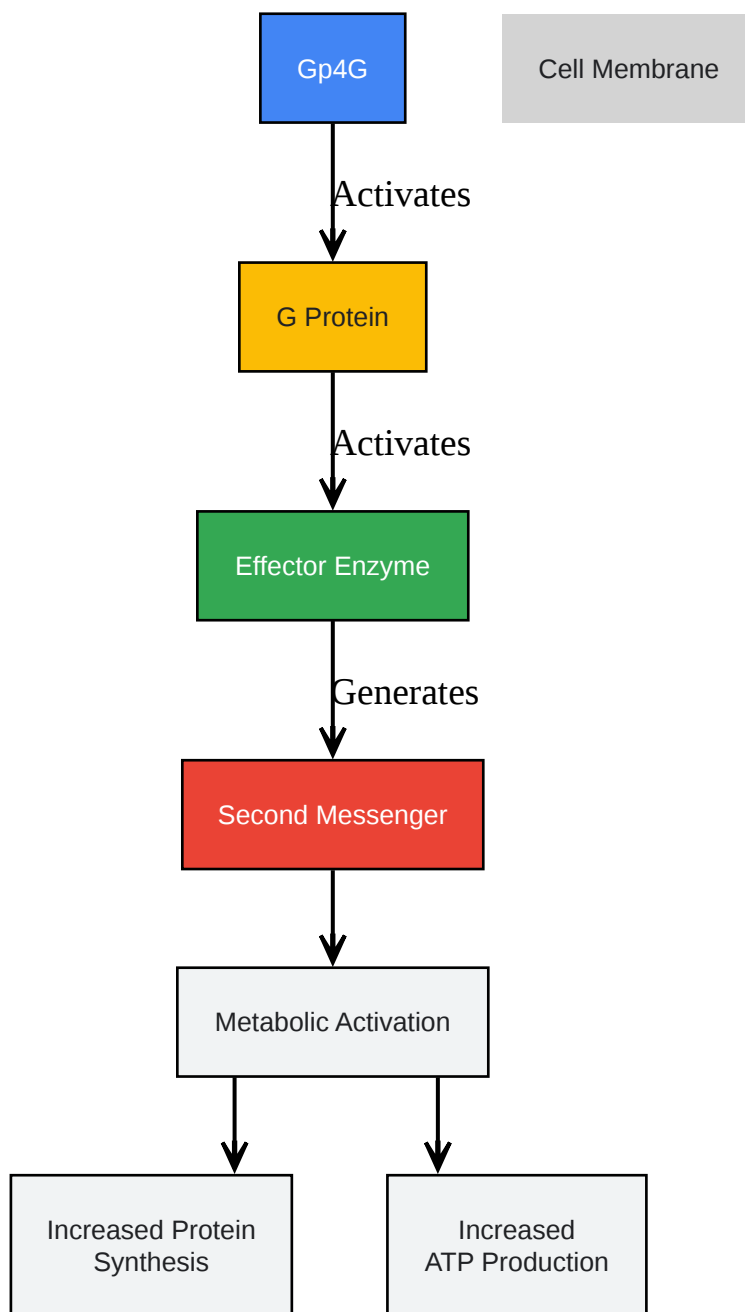 Gp4G
Cell Membrane
Activates
G Protein
Activates
Effector Enzyme
Generates
Second Messenger
Metabolic Activation
Increased Protein
Synthesis
Increased
ATP Production